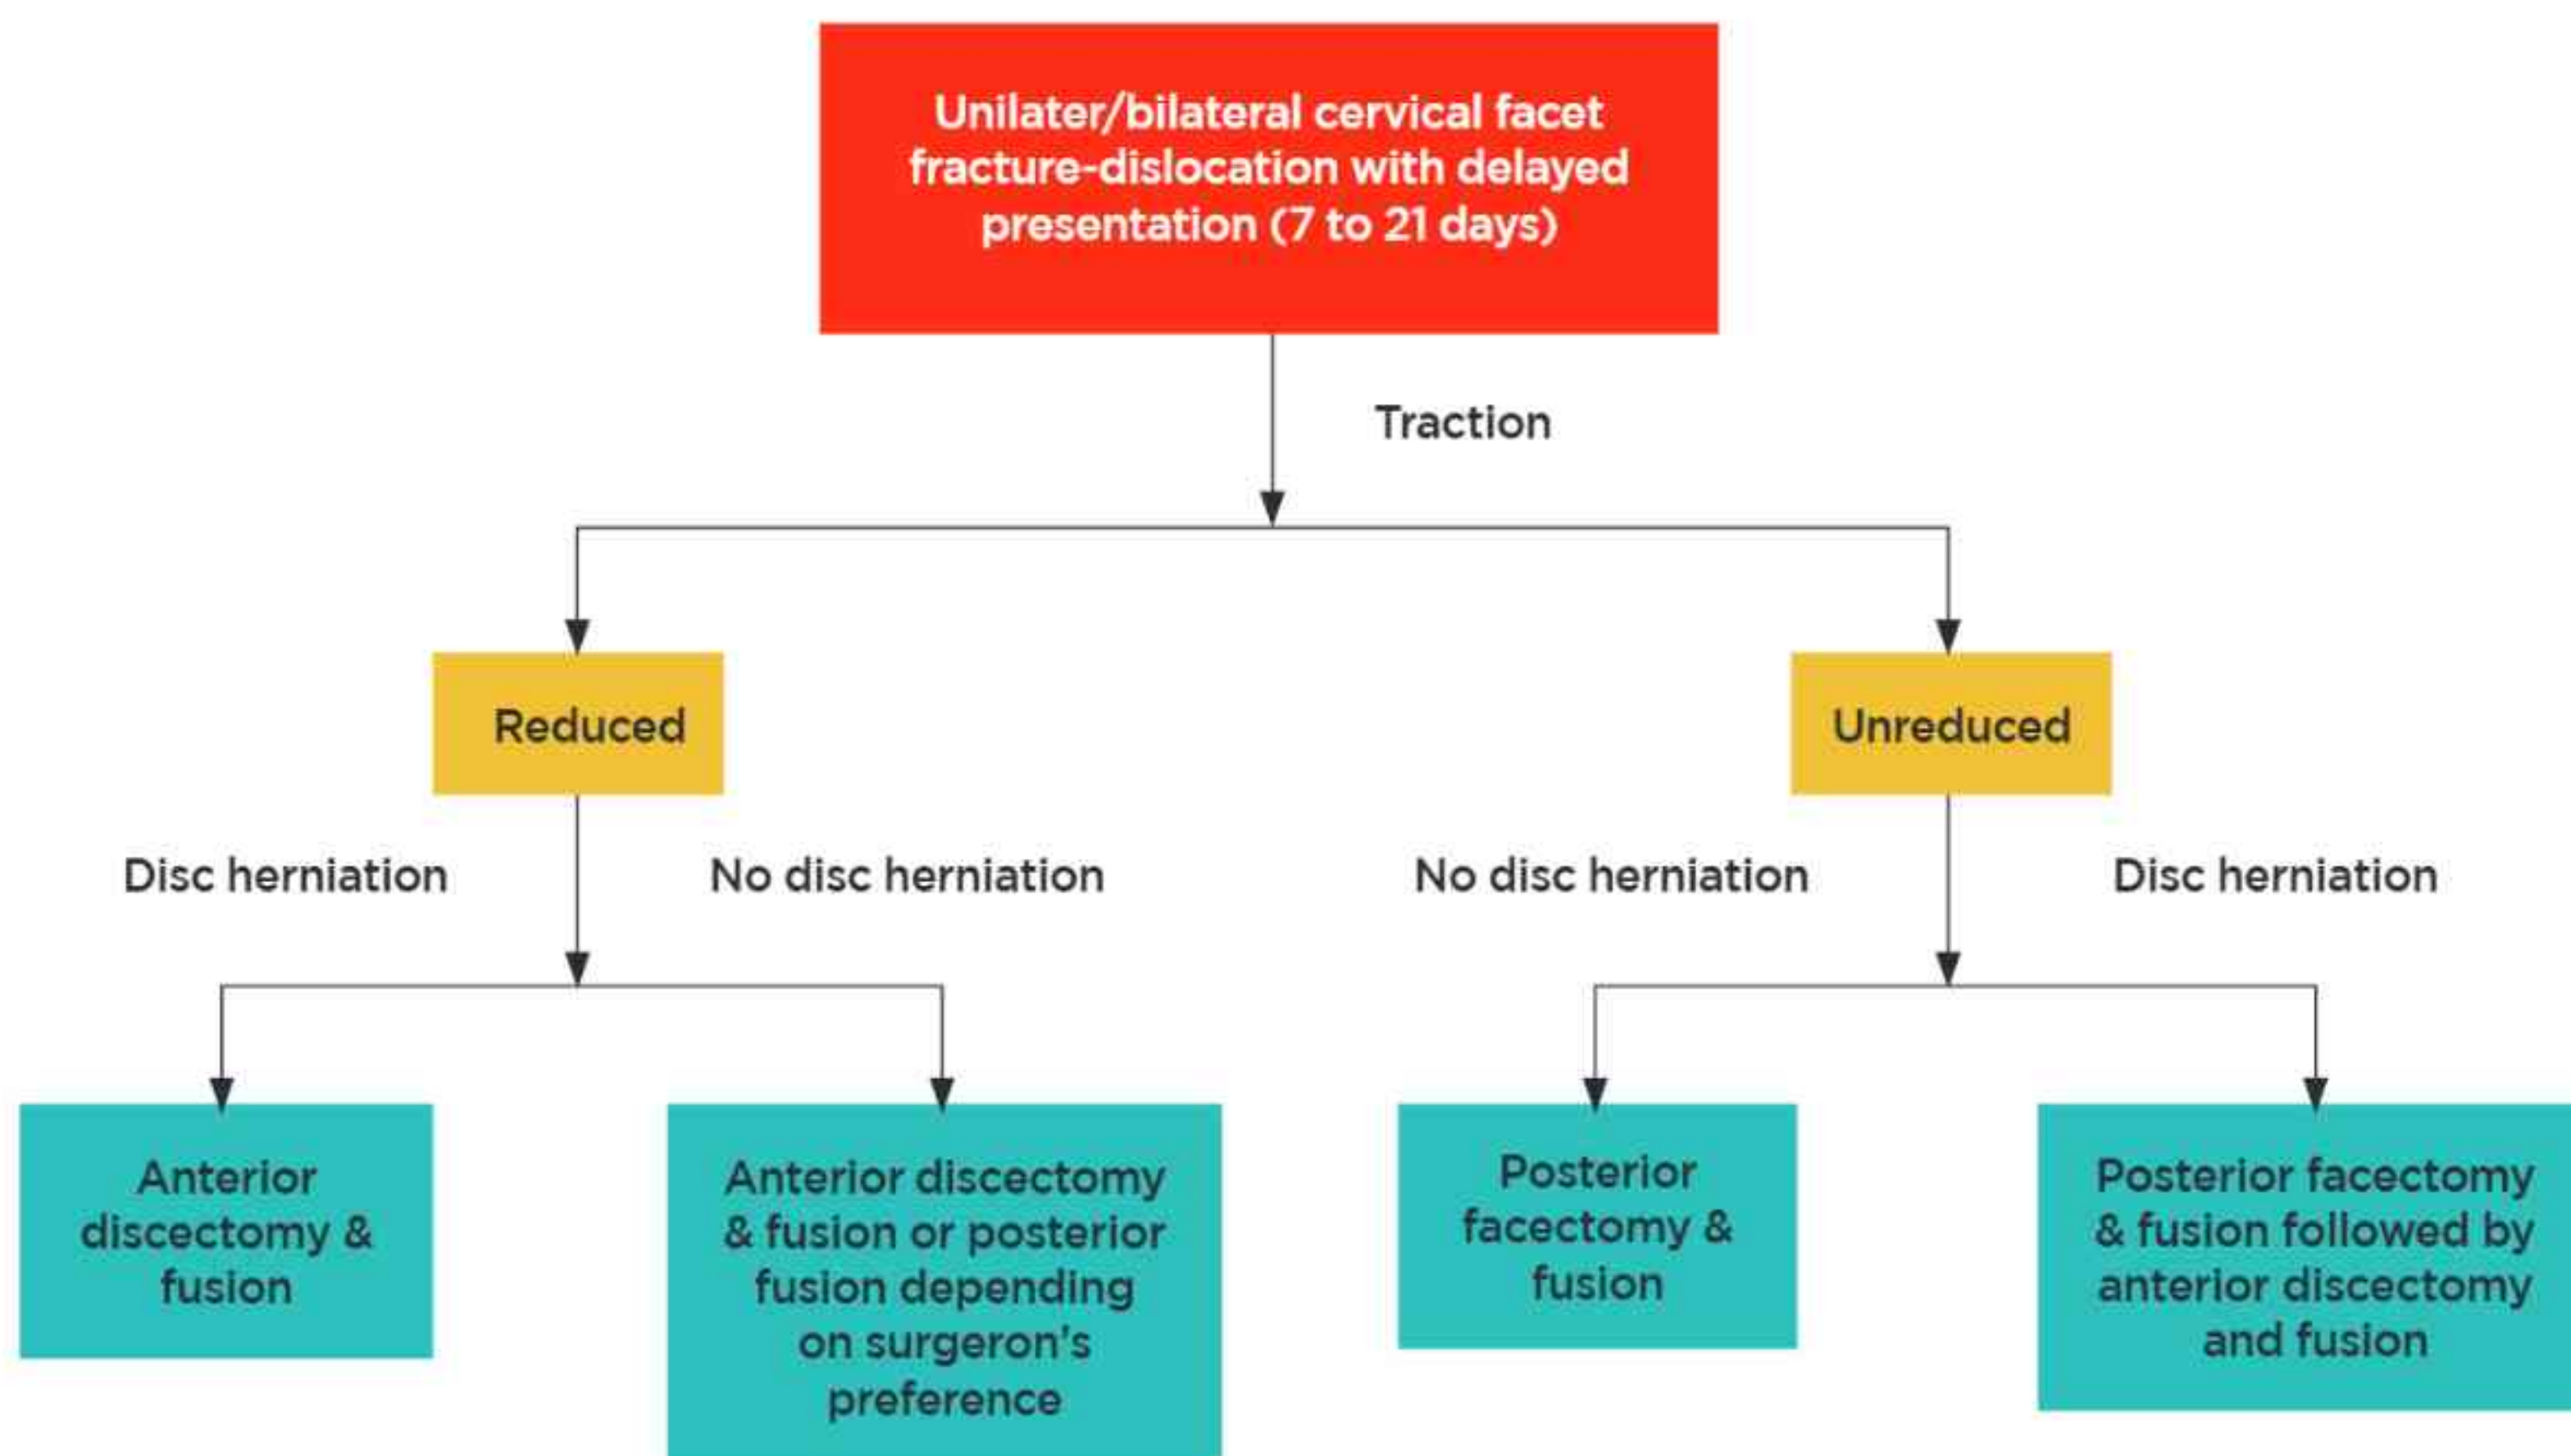 Unilater/bilateral cervical facet
fracture-dislocation with delayed
presentation (7 to 21 days)
Traction
Reduced
Unreduced
Disc herniation
No disc herniation
No disc herniation
Disc herniation
Anterior
discectomy &
fusion
Anterior discectomy
& fusion or posterior
fusion depending
on surgeron's
preference
Posterior
facectomy &
fusion
Posterior facectomy
& fusion followed by
anterior discectomy
and fusion